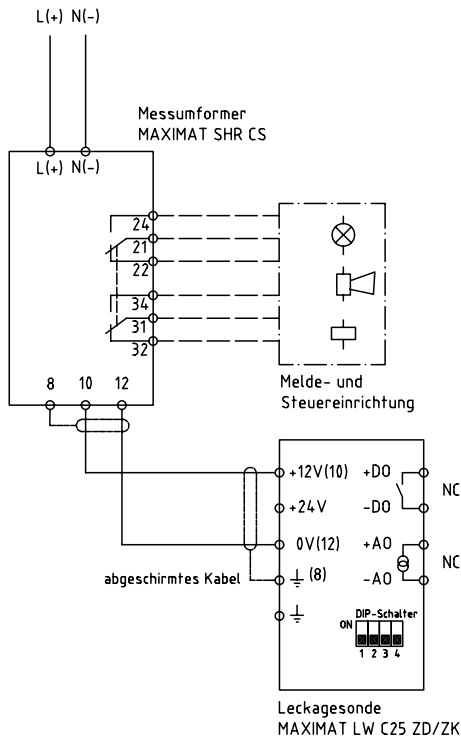 L(+) N(-)
Messumformer
MAXIMAT SHR CS
L(+) N(-)
24
21
22
34
31
32
8 10 12
Melde- und
Steuereinrichtung
+12V(10) +DO
NC
+24V -DO
0V(12) +AO
NC
abgeschirmtes Kabel (8) -AO
DIP-Schalter
ON
1 2 3 4
Leckagesonde
MAXIMAT LW C25 ZD/ZK